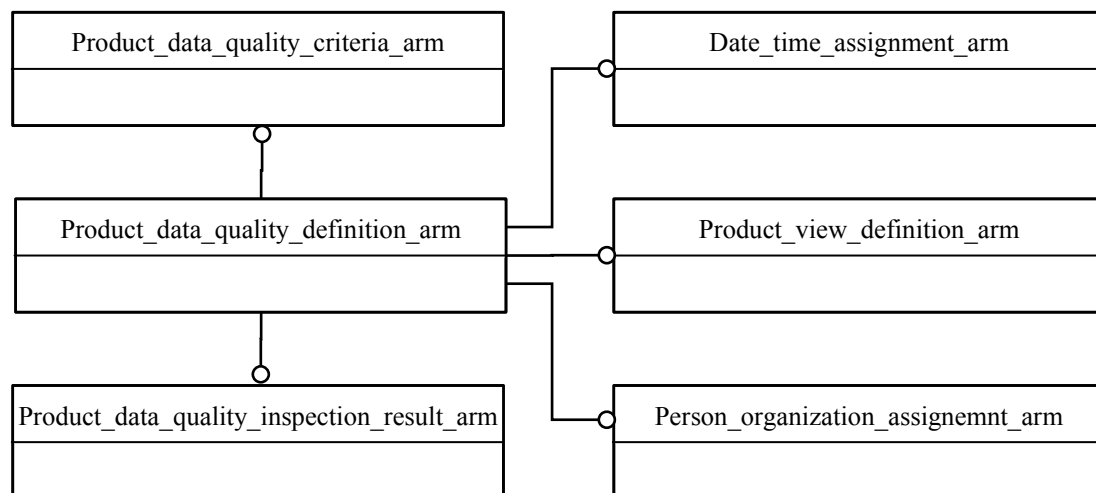 Product_data_quality_criteria_arm
Date_time_assignment_arm
Product_data_quality_definition_arm
Product_view_definition_arm
Product_data_quality_inspection_result_arm
Person_organization_assignemnt_arm